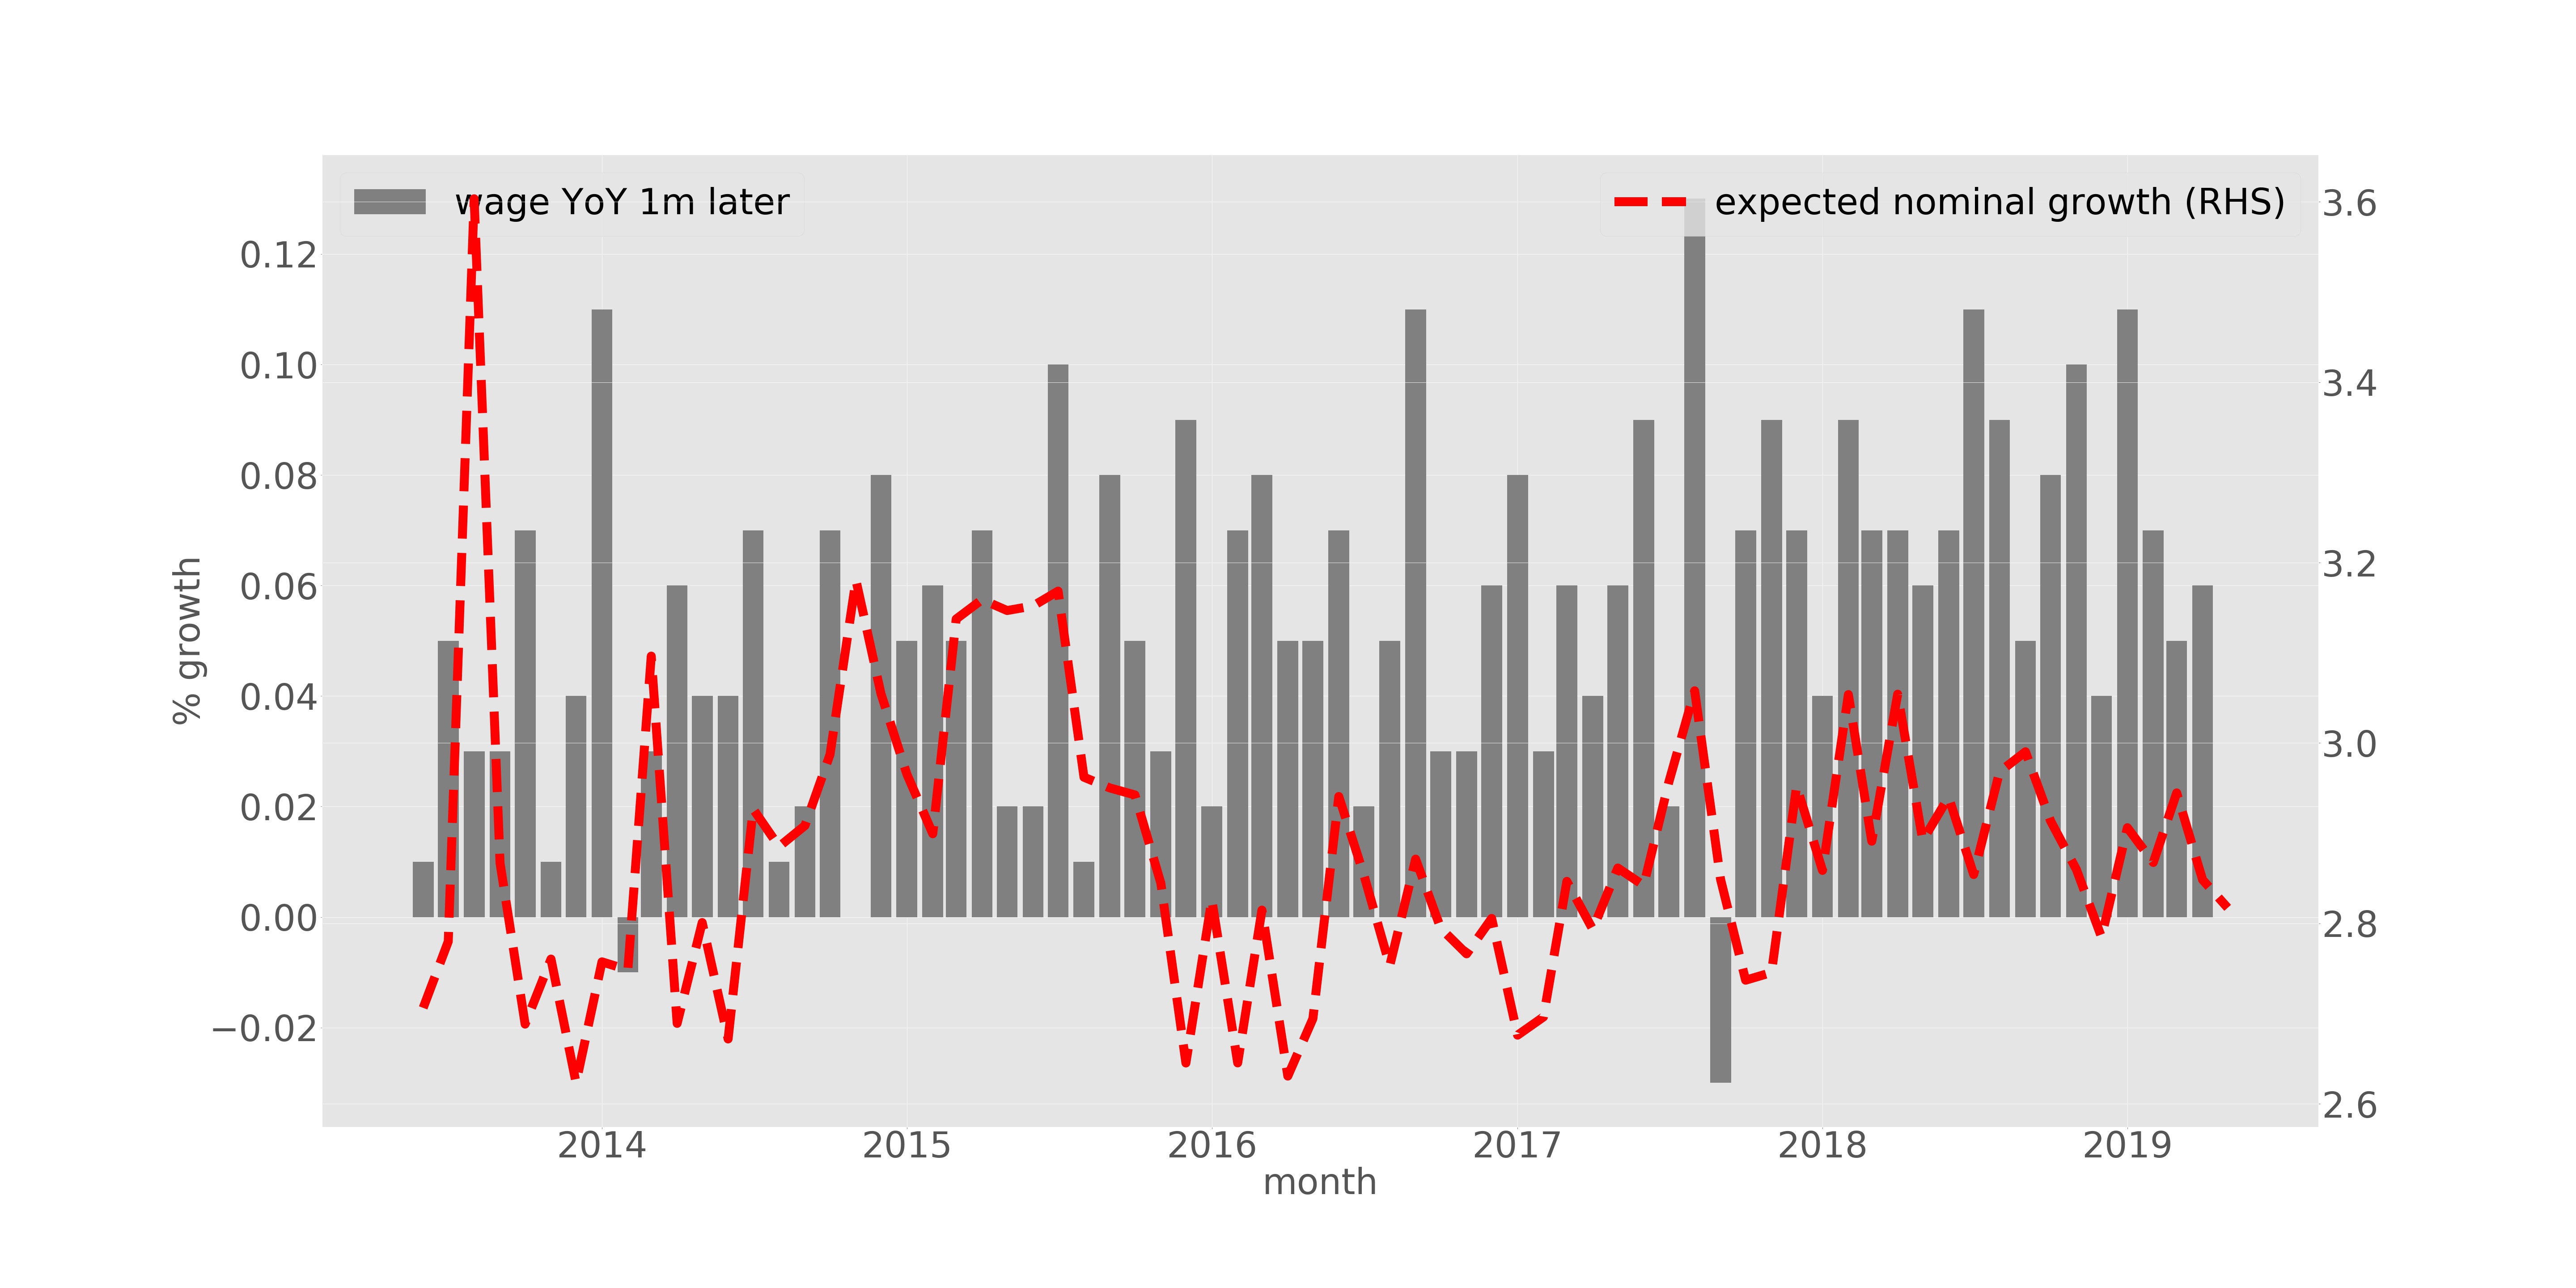 wage YoY 1m later
expected nominal growth (RHS)
0.12
0.10
0.08
0.06
0.04
0.02
0.00
−0.02
% growth
3.6
3.4
3.2
3.0
2.8
2.6
2014 2015 2016 2017 2018 2019
month